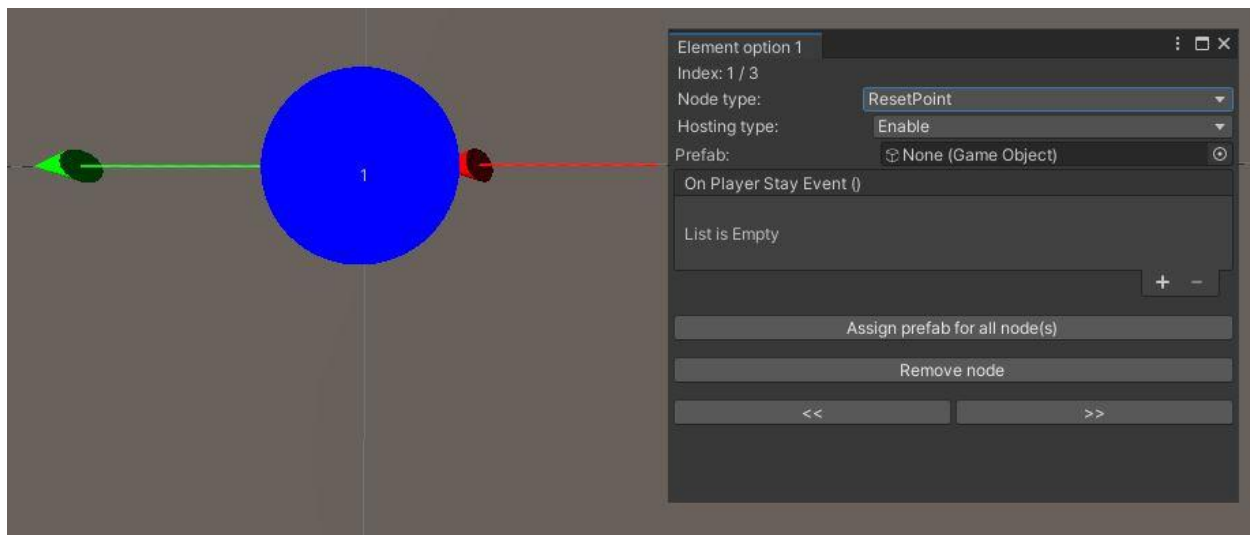 1
Element option 1
Index: 1 / 3
Node type: ResetPoint
Hosting type: Enable
Prefab: None (Game Object)
On Player Stay Event ()
List is Empty
+ -
Assign prefab for all node(s)
Remove node
<< >>